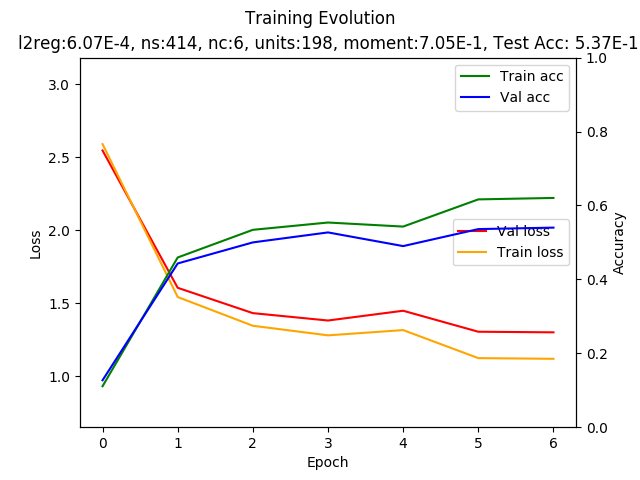 Training Evolution
l2reg:6.07E-4, ns:414, nc:6, units:198, moment:7.05E-1, Test Acc: 5.37E-1
3.0
2.5
2.0
1.5
1.0
Loss
Train acc
Val acc
Val loss
Train loss
1.0
0.8
0.6
0.4
0.2
0.0
Accuracy
0 1 2 3 4 5 6
Epoch